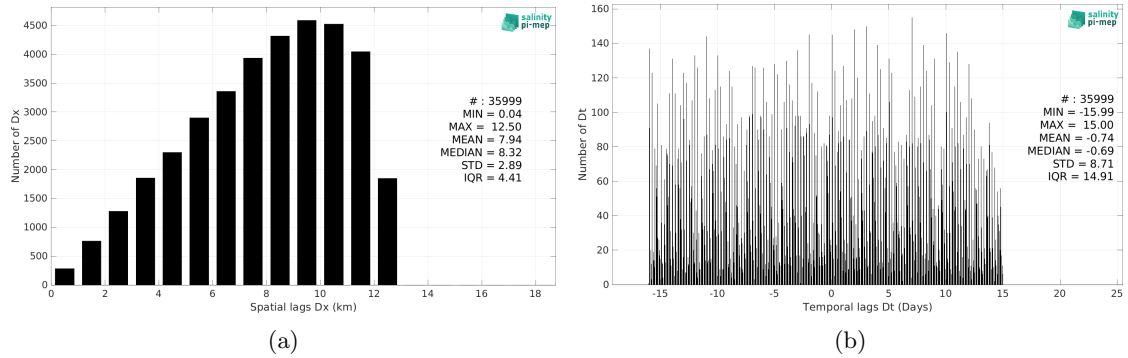 4500
4000
3500
3000
2500
2000
1500
1000
500
0
Number of Dx
0 2 4 6 8 10 12 14 16 18
Spatial lags Dx (km)
salinity
pi-mep
# : 35999
MIN = 0.04
MAX = 12.50
MEAN = 7.94
MEDIAN = 8.32
STD = 2.89
IQR = 4.41
(a)
160
140
120
100
80
60
40
20
0
Number of Dt
-15 -10 -5 0 5 10 15 20 25
Temporal lags Dt (Days)
salinity
pi-mep
# : 35999
MIN = -15.99
MAX = 15.00
MEAN = -0.74
MEDIAN = -0.69
STD = 8.71
IQR = 14.91
(b)